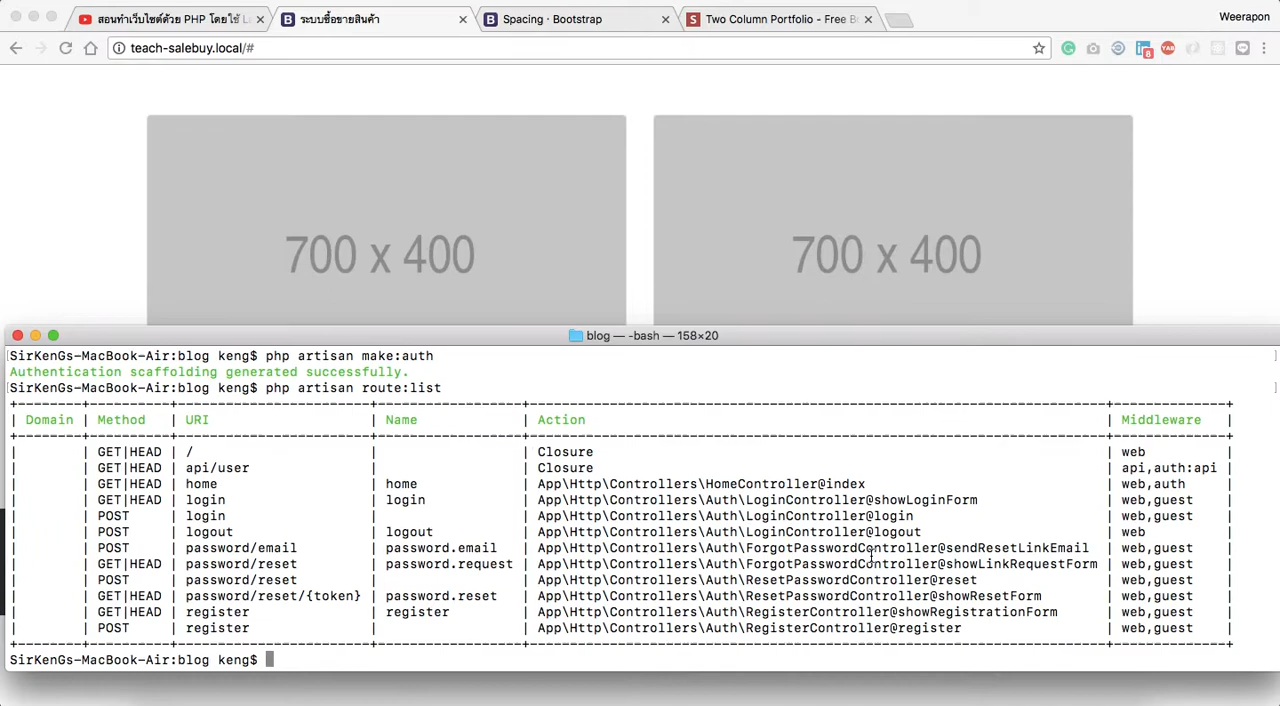 สอนทำเว็บไซต์ด้วย PHP โดยใช้ L
ระบบซื้อขายสินค้า
Spacing · Bootstrap
Two Column Portfolio - Free B
Weerapon
teach-salebuy.local/#
8
YAB
700 x 400
700 x 400
blog — -bash — 158×20
[SirKenGs-MacBook-Air:blog keng$ php artisan make:auth ]
Authentication scaffolding generated successfully.
[SirKenGs-MacBook-Air:blog keng$ php artisan route:list ]
+--------+----------+------------------------+------------------+------------------------------------------------------------------------+--------------+
| Domain | Method | URI | Name | Action | Middleware |
+--------+----------+------------------------+------------------+------------------------------------------------------------------------+--------------+
| | GET|HEAD | / | | Closure | web |
| | GET|HEAD | api/user | | Closure | api,auth:api |
| | GET|HEAD | home | home | App\Http\Controllers\HomeController@index | web,auth |
| | GET|HEAD | login | login | App\Http\Controllers\Auth\LoginController@showLoginForm | web,guest |
| | POST | login | | App\Http\Controllers\Auth\LoginController@login | web,guest |
| | POST | logout | logout | App\Http\Controllers\Auth\LoginController@logout | web |
| | POST | password/email | password.email | App\Http\Controllers\Auth\ForgotPasswordController@sendResetLinkEmail | web,guest |
| | GET|HEAD | password/reset | password.request | App\Http\Controllers\Auth\ForgotPasswordController@showLinkRequestForm | web,guest |
| | POST | password/reset | | App\Http\Controllers\Auth\ResetPasswordController@reset | web,guest |
| | GET|HEAD | password/reset/{token} | password.reset | App\Http\Controllers\Auth\ResetPasswordController@showResetForm | web,guest |
| | GET|HEAD | register | register | App\Http\Controllers\Auth\RegisterController@showRegistrationForm | web,guest |
| | POST | register | | App\Http\Controllers\Auth\RegisterController@register | web,guest |
+--------+----------+------------------------+------------------+------------------------------------------------------------------------+--------------+
SirKenGs-MacBook-Air:blog keng$